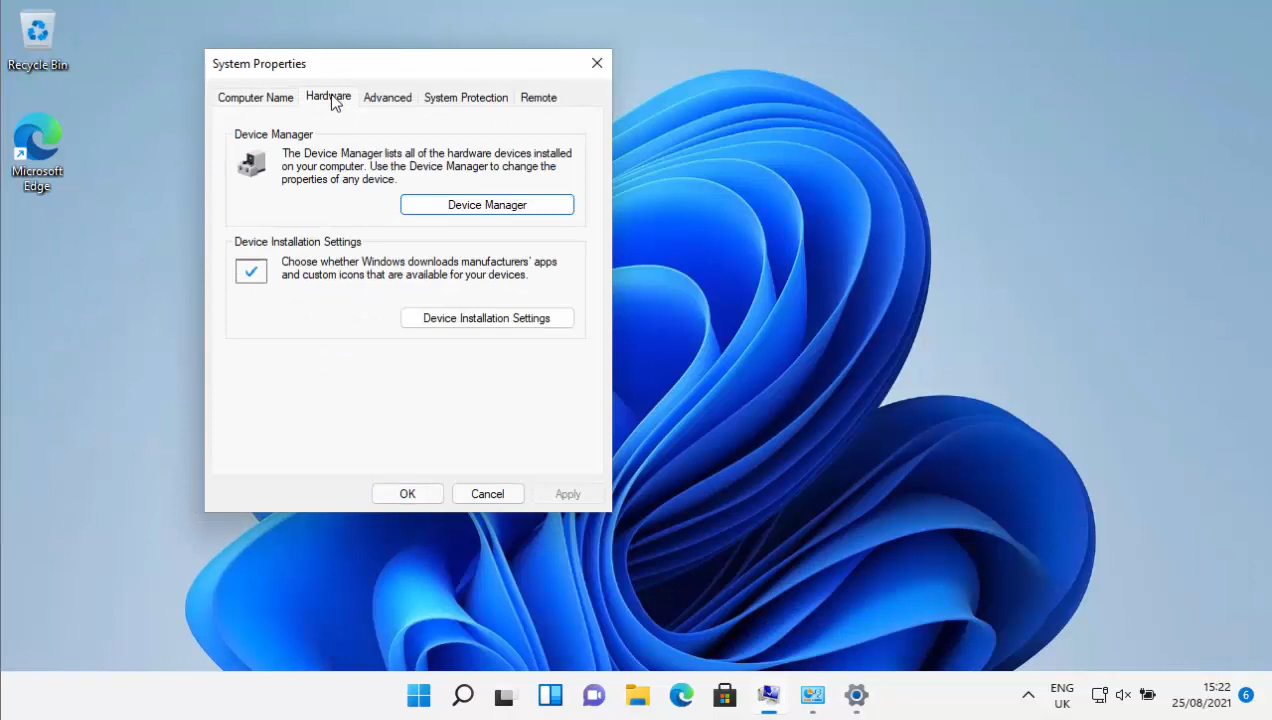 Recycle Bin
Microsoft
Edge
System Properties
Computer Name
Hardware
Advanced
System Protection
Remote
Device Manager
The Device Manager lists all of the hardware devices installed
on your computer. Use the Device Manager to change the
properties of any device.
Device Manager
Device Installation Settings
Choose whether Windows downloads manufacturers' apps
and custom icons that are available for your devices.
Device Installation Settings
OK
Cancel
Apply
ENG
UK
15:22
25/08/2021
6